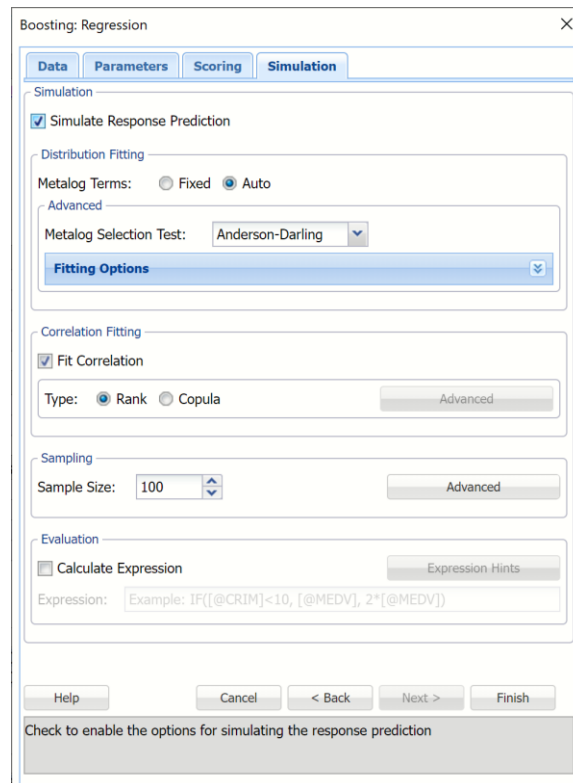 Boosting: Regression
Data Parameters Scoring Simulation
Simulation
Simulate Response Prediction
Distribution Fitting
Metalog Terms: Fixed Auto
Advanced
Metalog Selection Test: Anderson-Darling
Fitting Options
Correlation Fitting
Fit Correlation
Type: Rank Copula Advanced
Sampling
Sample Size: 100 Advanced
Evaluation
Calculate Expression Expression Hints
Expression: Example: IF([@CRIM]<10, [@MEDV], 2*[@MEDV])
Help Cancel < Back Next > Finish
Check to enable the options for simulating the response prediction